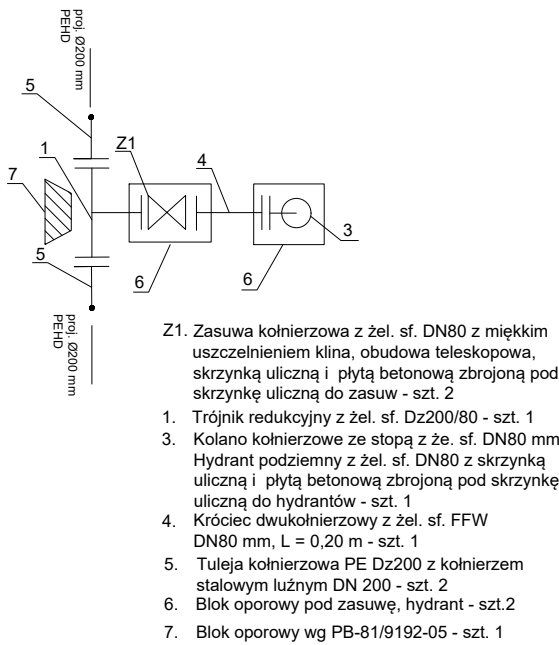 proj. Ø200 mm
PEHD
5
1
Z1
4
7
3
5
6
6
proj. Ø200 mm
PEHD
Z1. Zasuwa kołnierzowa z żel. sf. DN80 z miękkim
uszczelnieniem klina, obudowa teleskopowa,
skrzynką uliczną i płytą betonową zbrojoną pod
skrzynkę uliczną do zasuw - szt. 2
1. Trójnik redukcyjny z żel. sf. Dz200/80 - szt. 1
3. Kolano kołnierzowe ze stopą z że. sf. DN80 mm
Hydrant podziemny z żel. sf. DN80 z skrzynką
uliczną i płytą betonową zbrojoną pod skrzynkę
uliczną do hydrantów - szt. 1
4. Króciec dwukołnierzowy z żel. sf. FFW
DN80 mm, L = 0,20 m - szt. 1
5. Tuleja kołnierzowa PE Dz200 z kołnierzem
stalowym luźnym DN 200 - szt. 2
6. Blok oporowy pod zasuwę, hydrant - szt.2
7. Blok oporowy wg PB-81/9192-05 - szt. 1